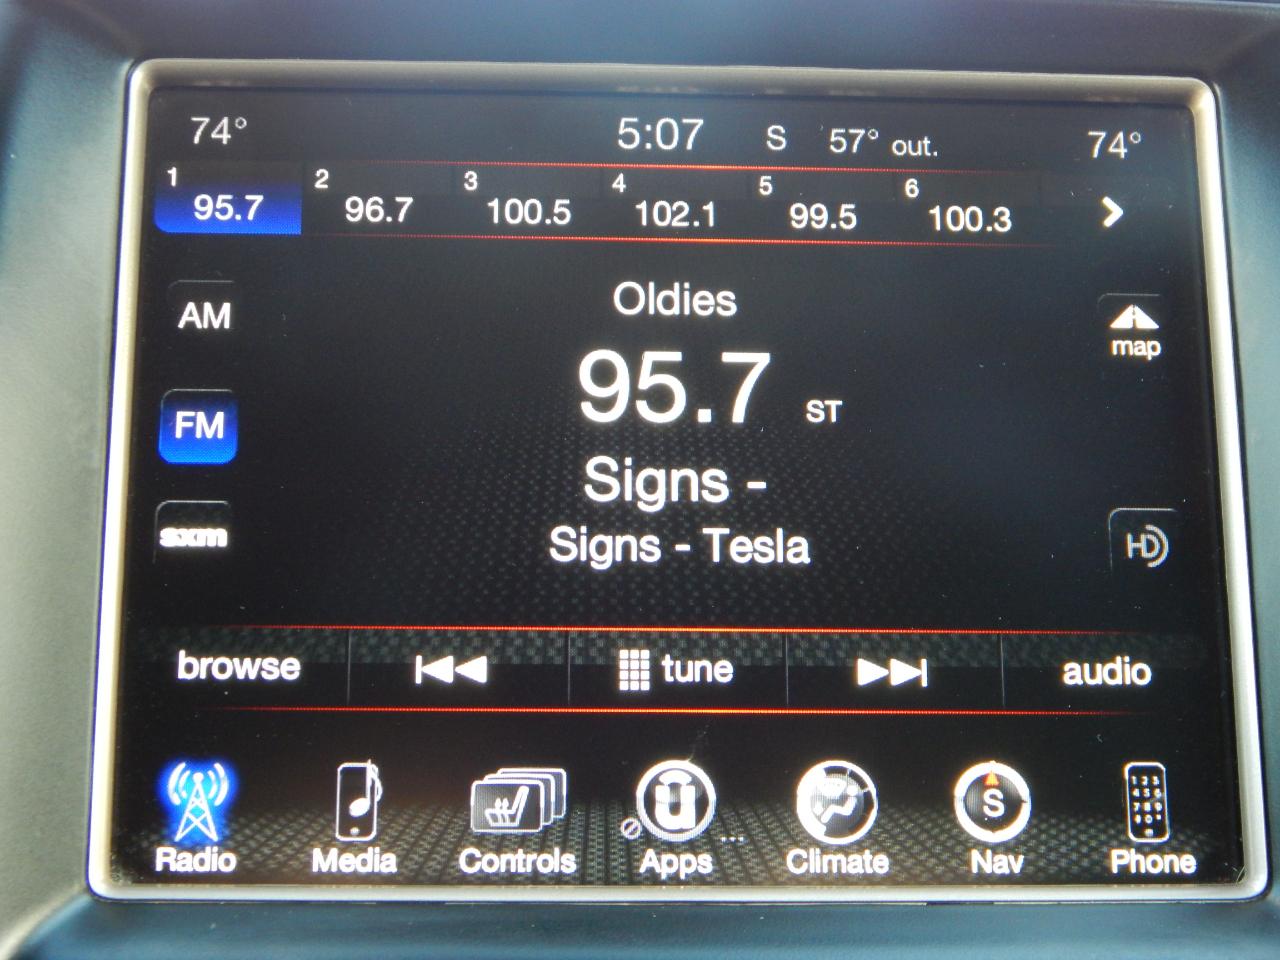 74° 5:07 S 57° out. 74°
1 2 3 4 5 6
95.7 96.7 100.5 102.1 99.5 100.3
Oldies
AM
map
95.7 ST
FM
Signs -
sxm
Signs - Tesla
HD
browse tune audio
S
Radio Media Controls Apps Climate Nav Phone